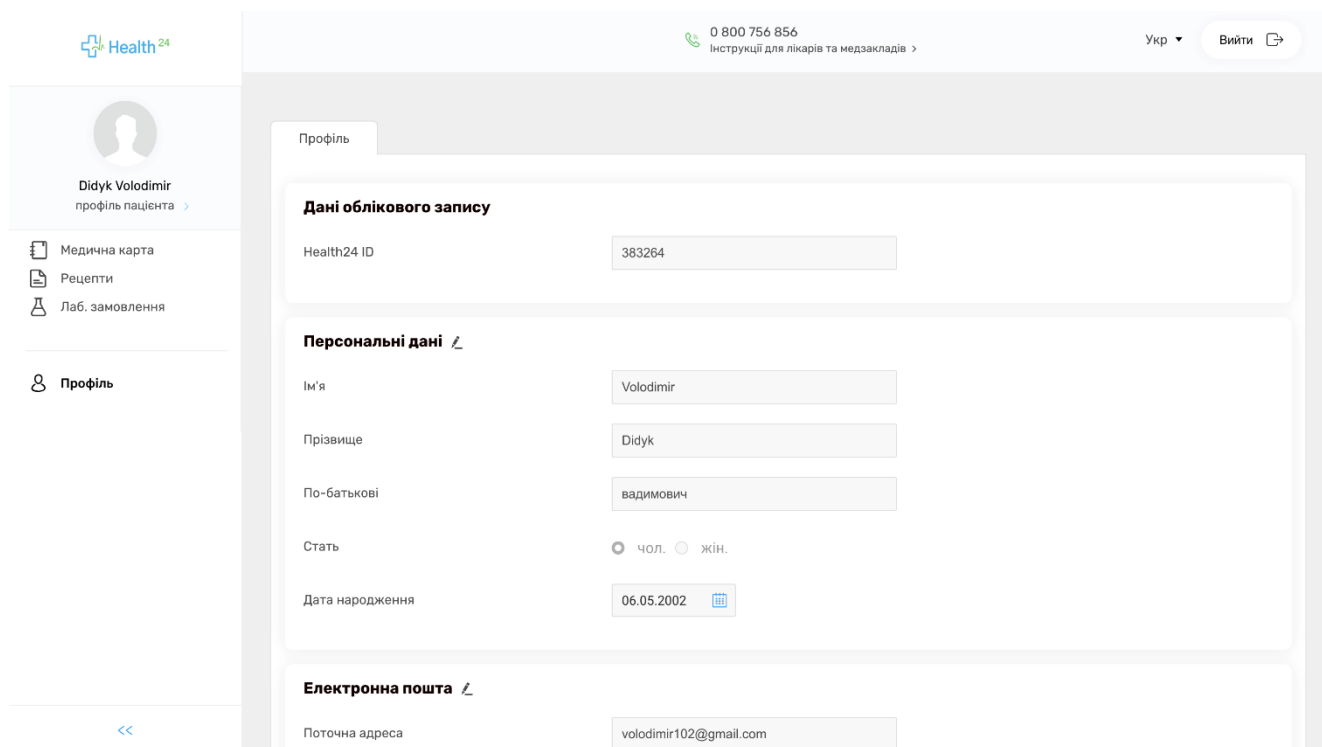 Health 24
0 800 756 856
Інструкції для лікарів та медзакладів >
Укр
Вийти
Didyk Volodimir
профіль пацієнта >
Медична карта
Рецепти
Лаб. замовлення
Профіль
<<
Профіль
Дані облікового запису
Health24 ID
383264
Персональні дані
Ім'я
Volodimir
Прізвище
Didyk
По-батькові
вадимович
Стать
чол. жін.
Дата народження
06.05.2002
Електронна пошта
Поточна адреса
volodimir102@gmail.com